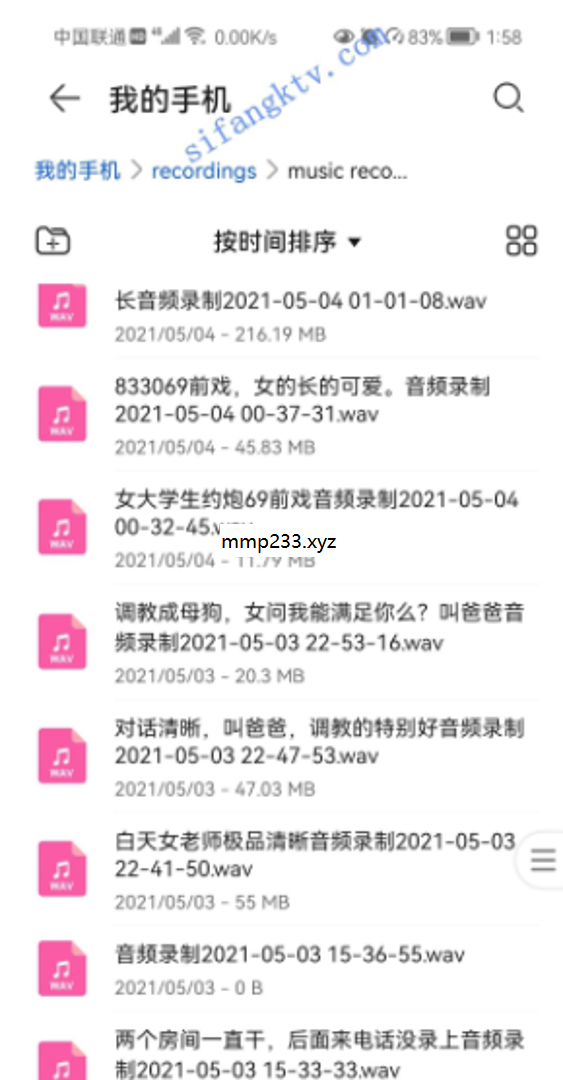 中国联通 HD 4G 0.00K/s 83% 1:58
我的手机
sifangktv.com
我的手机 > recordings > music reco...
按时间排序
长音频录制2021-05-04 01-01-08.wav
WAV
2021/05/04 - 216.19 MB
833069前戏，女的长的可爱。音频录制
2021-05-04 00-37-31.wav
WAV
2021/05/04 - 45.83 MB
女大学生约炮69前戏音频录制2021-05-04
00-32-45.wav
WAV
mmp233.xyz
2021/05/04 - 11.79 MB
调教成母狗，女问我能满足你么？叫爸爸音
频录制2021-05-03 22-53-16.wav
WAV
2021/05/03 - 20.3 MB
对话清晰，叫爸爸，调教的特别好音频录制
2021-05-03 22-47-53.wav
WAV
2021/05/03 - 47.03 MB
白天女老师极品清晰音频录制2021-05-03
22-41-50.wav
WAV
2021/05/03 - 55 MB
音频录制2021-05-03 15-36-55.wav
WAV
2021/05/03 - 0 B
两个房间一直干，后面来电话没录上音频录
制2021-05-03 15-33-33.wav